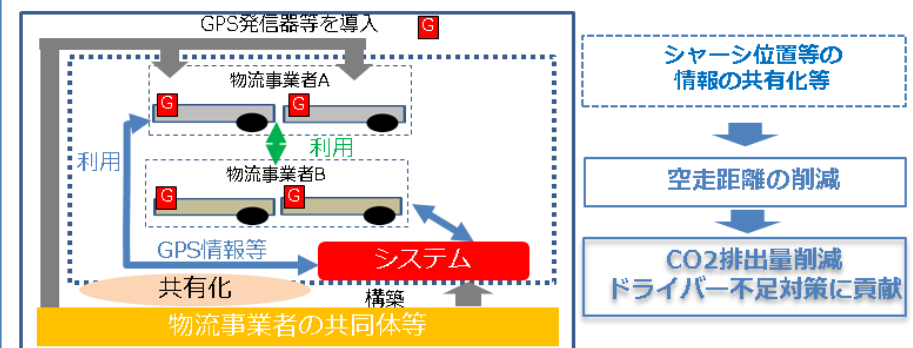 GPS発信器等を導入 G
物流事業者A
G G
利用
利用
物流事業者B
G G
GPS情報等
システム
共有化
構築
物流事業者の共同体等
シャーシ位置等の
情報の共有化等
空走距離の削減
CO2排出量削減
ドライバー不足対策に貢献